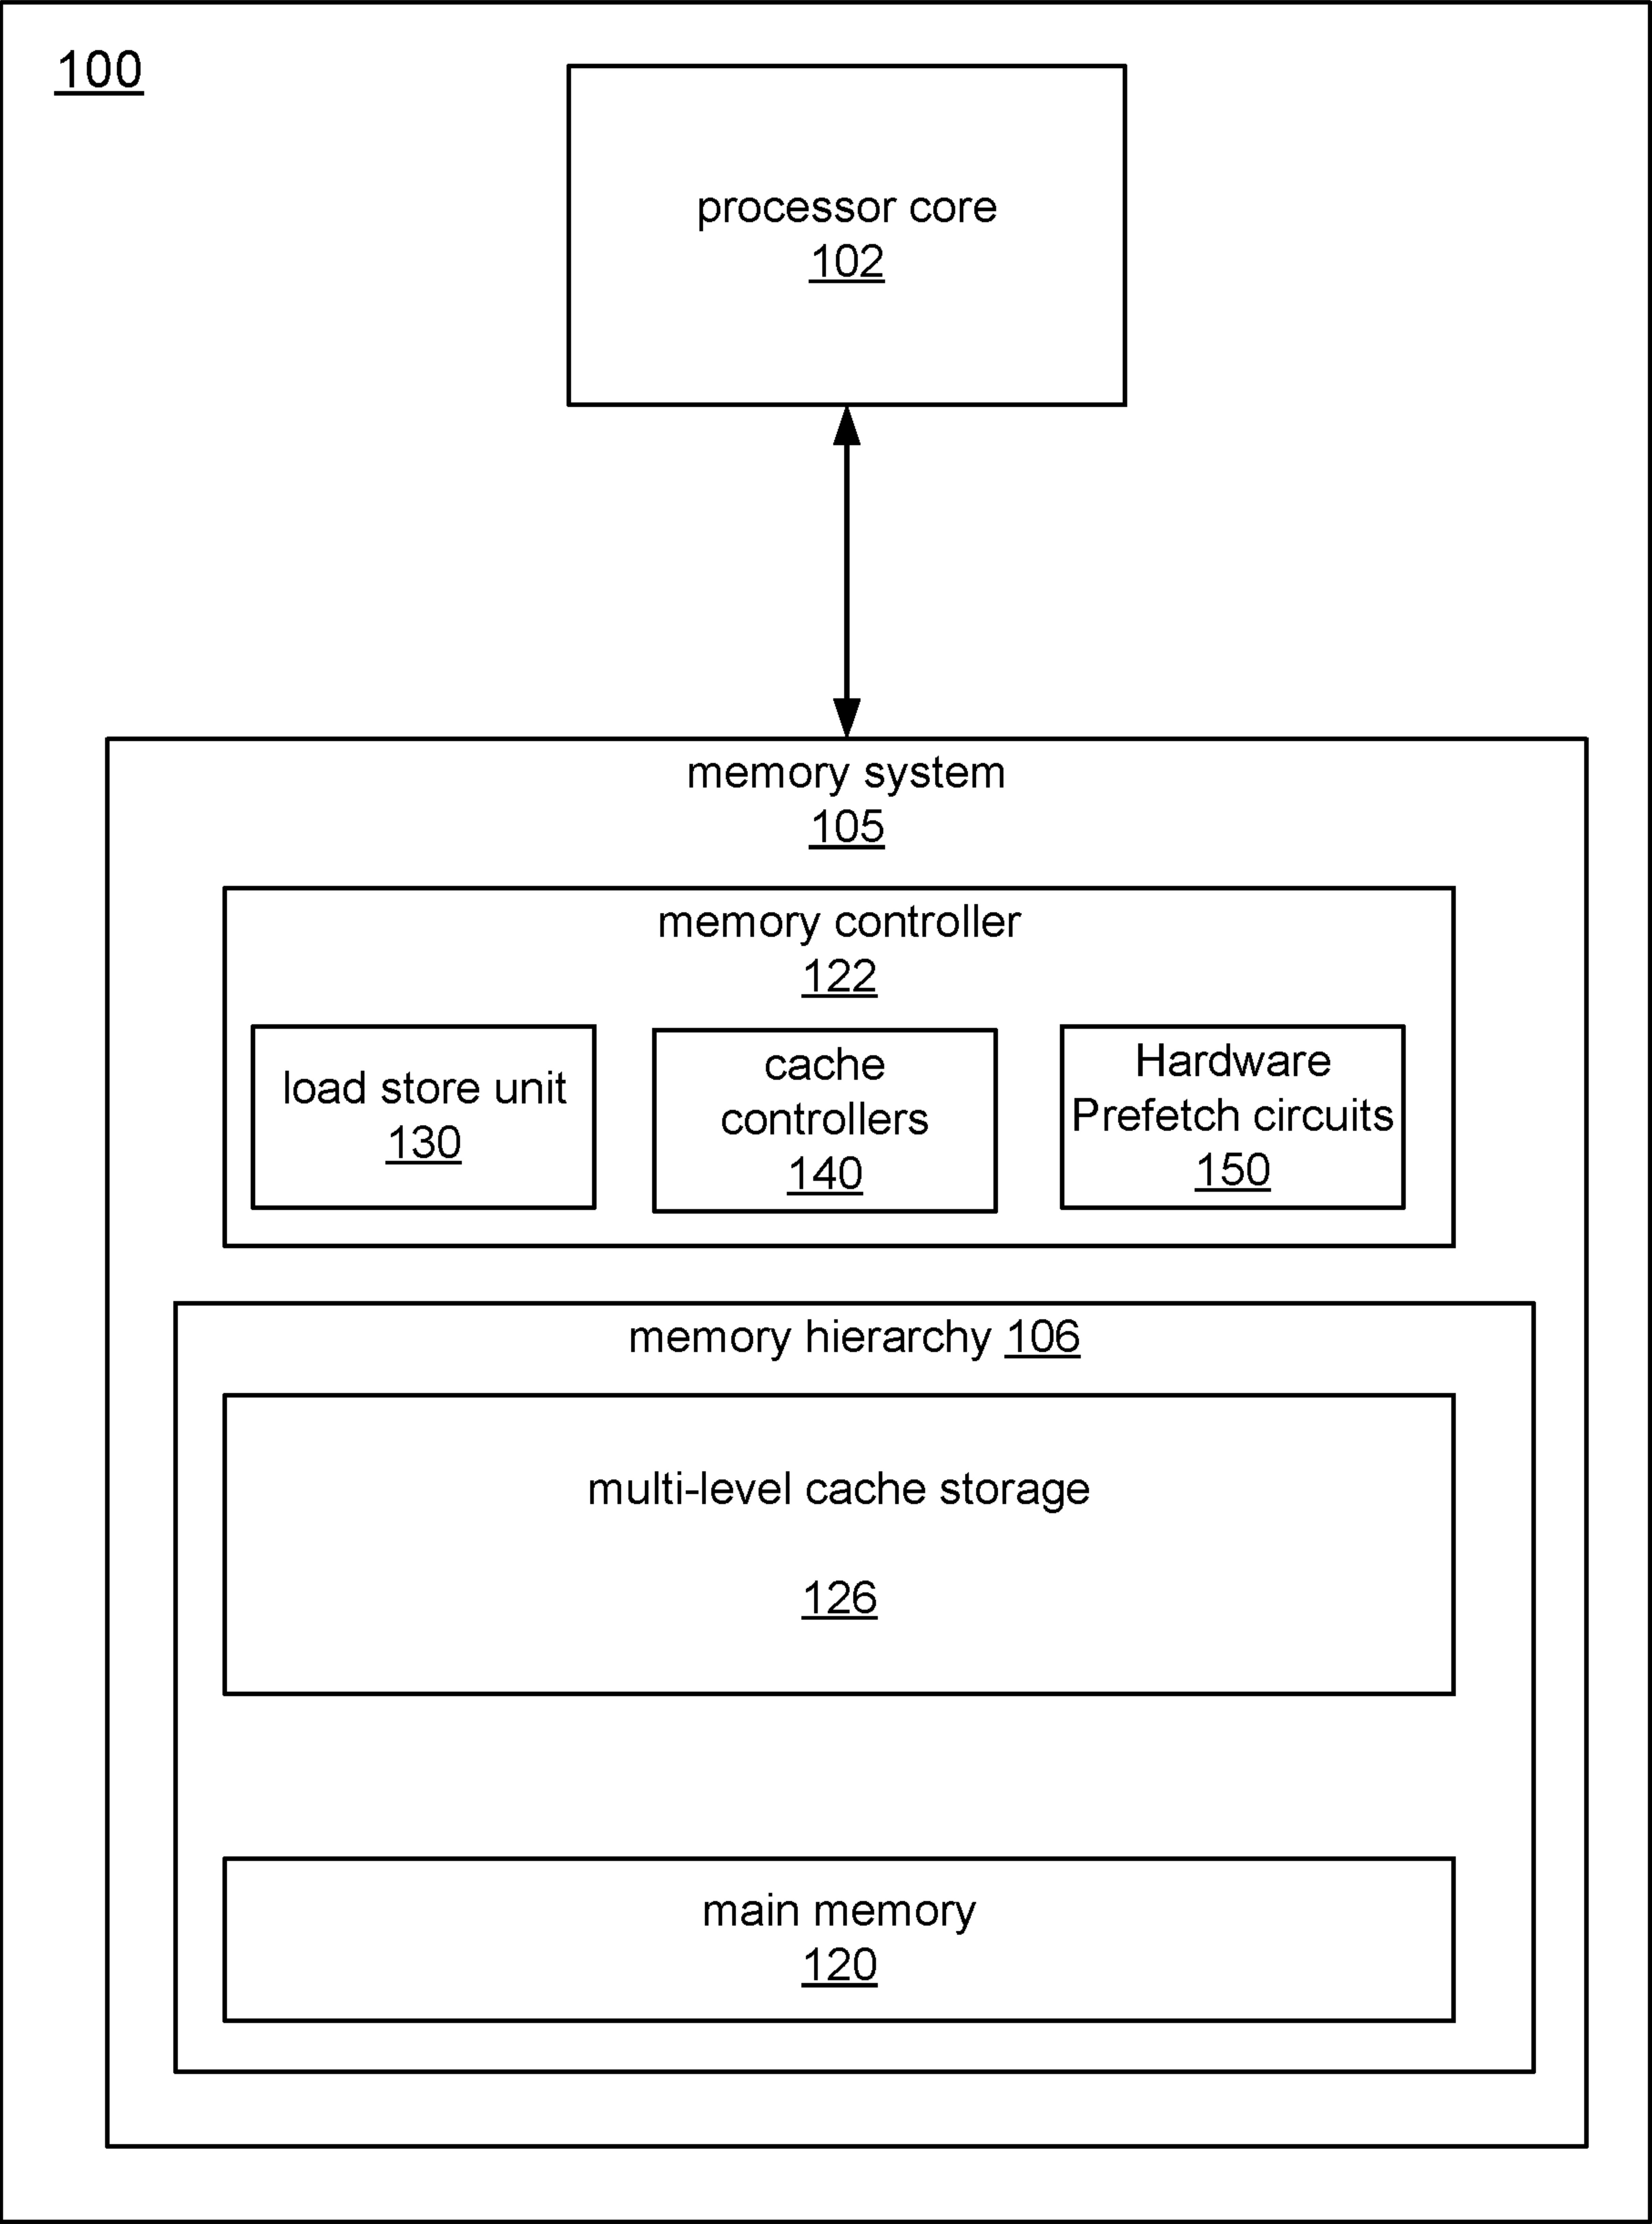 100
processor core
102
memory system
105
memory controller
122
load store unit
130
cache
controllers
140
Hardware
Prefetch circuits
150
memory hierarchy 106
multi-level cache storage
126
main memory
120